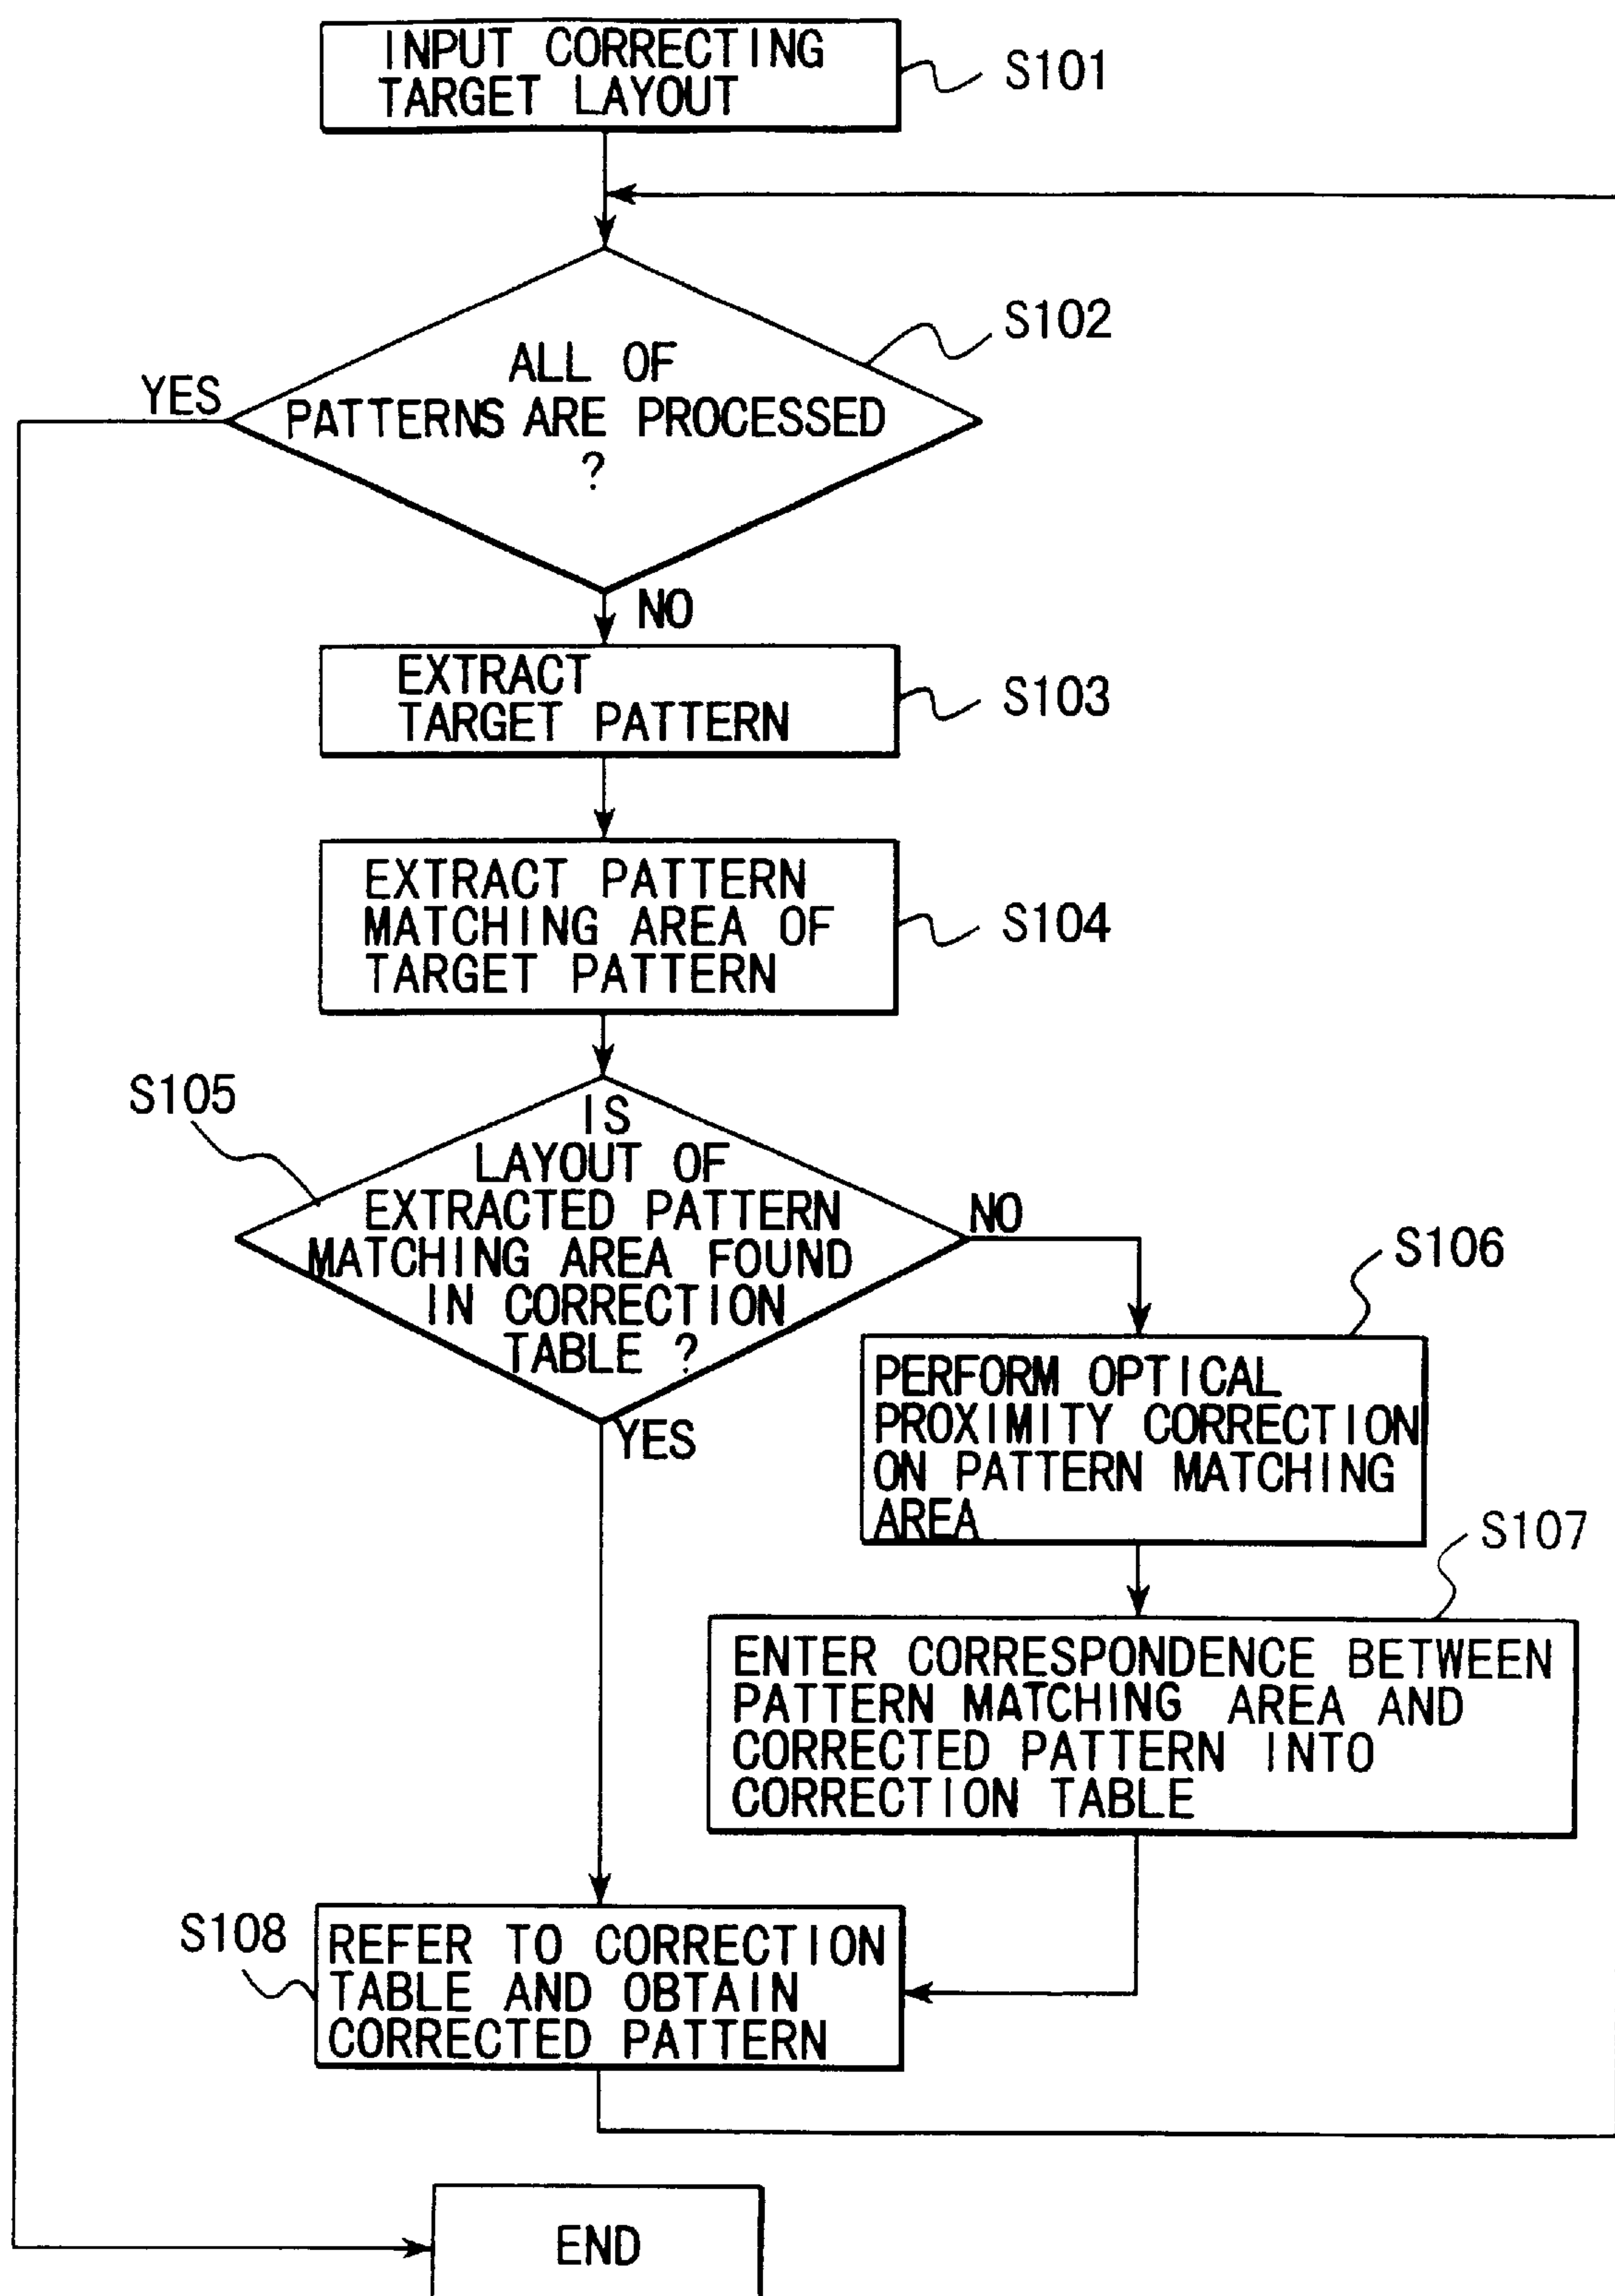 INPUT CORRECTING
TARGET LAYOUT
S101
S102
ALL OF
PATTERNS ARE PROCESSED
?
YES
NO
EXTRACT
TARGET PATTERN
S103
EXTRACT PATTERN
MATCHING AREA OF
TARGET PATTERN
S104
S105
IS
LAYOUT OF
EXTRACTED PATTERN
MATCHING AREA FOUND
IN CORRECTION
TABLE ?
NO
YES
S106
PERFORM OPTICAL
PROXIMITY CORRECTION
ON PATTERN MATCHING
AREA
S107
ENTER CORRESPONDENCE BETWEEN
PATTERN MATCHING AREA AND
CORRECTED PATTERN INTO
CORRECTION TABLE
S108
REFER TO CORRECTION
TABLE AND OBTAIN
CORRECTED PATTERN
END